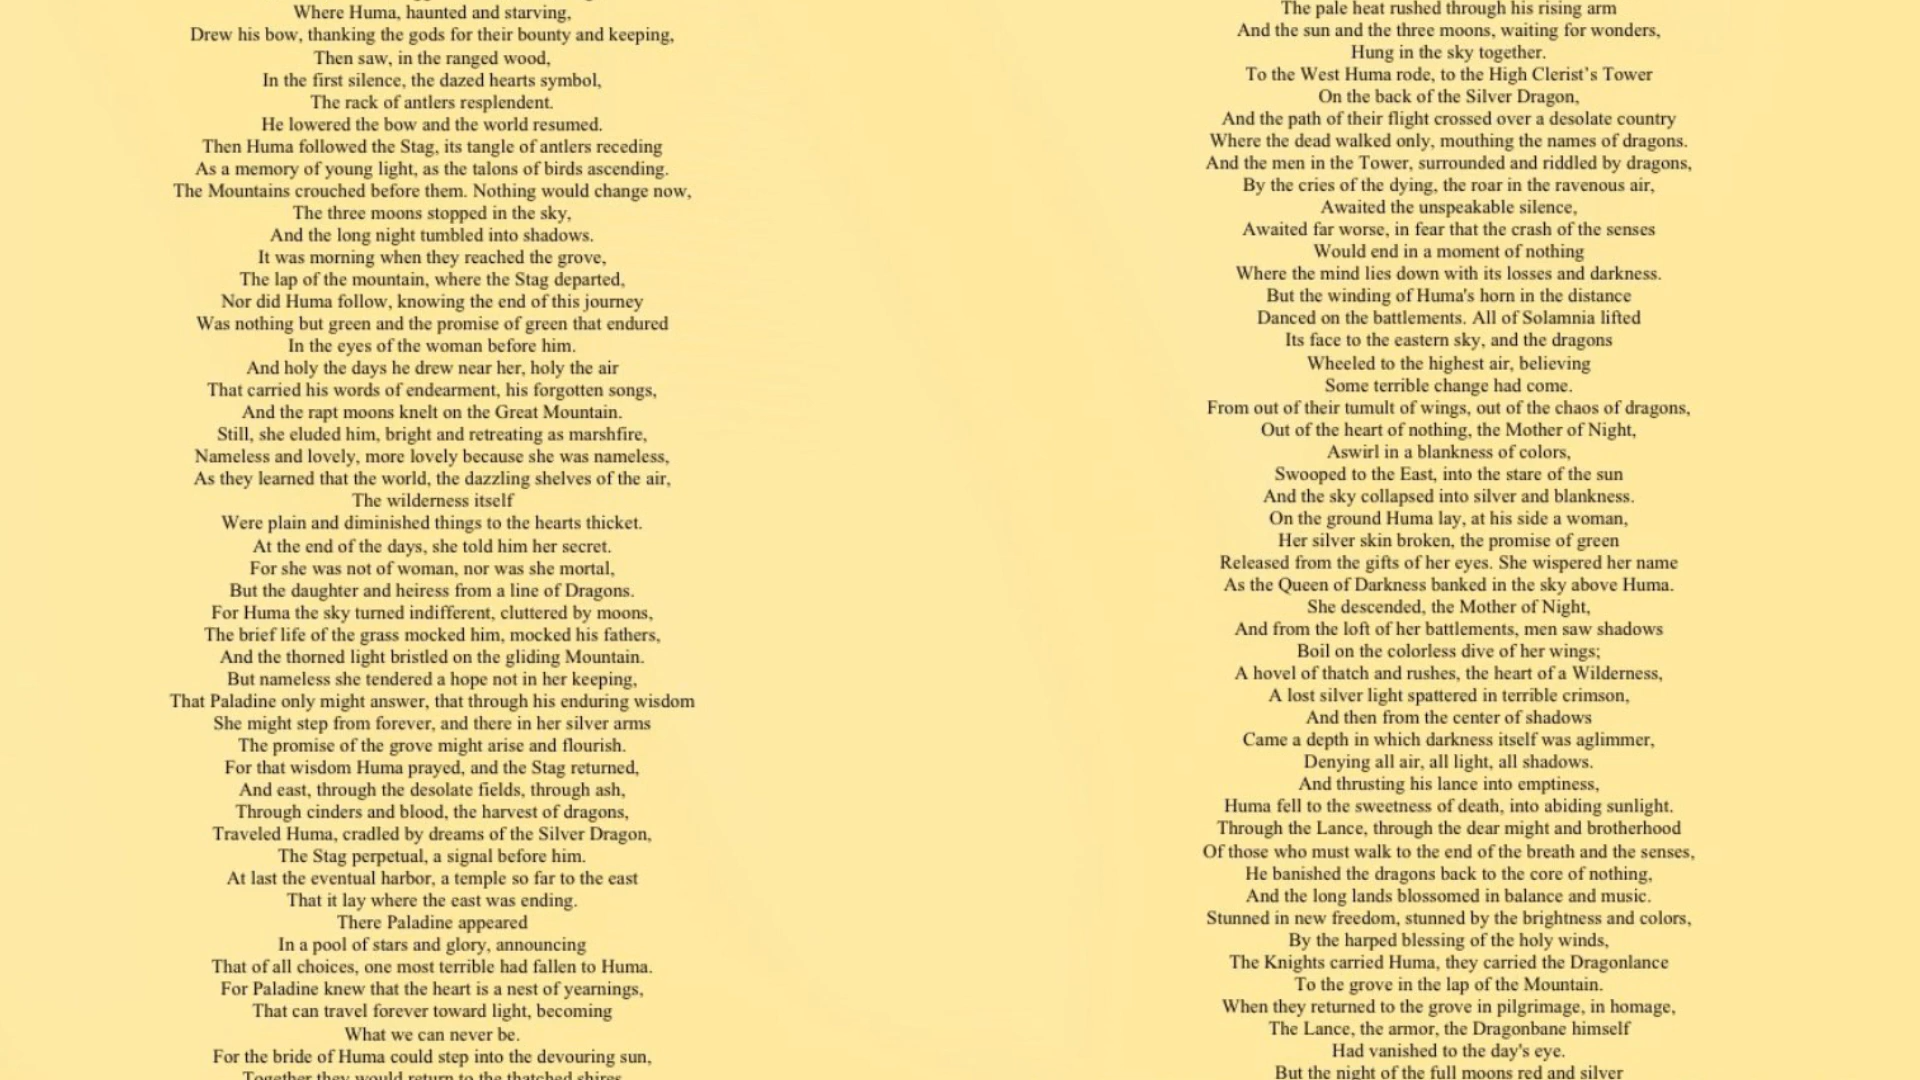 Where Huma, haunted and starving,
Drew his bow, thanking the gods for their bounty and keeping,
Then saw, in the ranged wood,
In the first silence, the dazed hearts symbol,
The rack of antlers resplendent.
He lowered the bow and the world resumed.
Then Huma followed the Stag, its tangle of antlers receding
As a memory of young light, as the talons of birds ascending.
The Mountains crouched before them. Nothing would change now,
The three moons stopped in the sky,
And the long night tumbled into shadows.
It was morning when they reached the grove,
The lap of the mountain, where the Stag departed,
Nor did Huma follow, knowing the end of this journey
Was nothing but green and the promise of green that endured
In the eyes of the woman before him.
And holy the days he drew near her, holy the air
That carried his words of endearment, his forgotten songs,
And the rapt moons knelt on the Great Mountain.
Still, she eluded him, bright and retreating as marshfire,
Nameless and lovely, more lovely because she was nameless,
As they learned that the world, the dazzling shelves of the air,
The wilderness itself
Were plain and diminished things to the hearts thicket.
At the end of the days, she told him her secret.
For she was not of woman, nor was she mortal,
But the daughter and heiress from a line of Dragons.
For Huma the sky turned indifferent, cluttered by moons,
The brief life of the grass mocked him, mocked his fathers,
And the thorned light bristled on the gliding Mountain.
But nameless she tendered a hope not in her keeping,
That Paladine only might answer, that through his enduring wisdom
She might step from forever, and there in her silver arms
The promise of the grove might arise and flourish.
For that wisdom Huma prayed, and the Stag returned,
And east, through the desolate fields, through ash,
Through cinders and blood, the harvest of dragons,
Traveled Huma, cradled by dreams of the Silver Dragon,
The Stag perpetual, a signal before him.
At last the eventual harbor, a temple so far to the east
That it lay where the east was ending.
There Paladine appeared
In a pool of stars and glory, announcing
That of all choices, one most terrible had fallen to Huma.
For Paladine knew that the heart is a nest of yearnings,
That can travel forever toward light, becoming
What we can never be.
For the bride of Huma could step into the devouring sun,
Together they would return to the thatched shires
The pale heat rushed through his rising arm
And the sun and the three moons, waiting for wonders,
Hung in the sky together.
To the West Huma rode, to the High Clerist's Tower
On the back of the Silver Dragon,
And the path of their flight crossed over a desolate country
Where the dead walked only, mouthing the names of dragons.
And the men in the Tower, surrounded and riddled by dragons,
By the cries of the dying, the roar in the ravenous air,
Awaited the unspeakable silence,
Awaited far worse, in fear that the crash of the senses
Would end in a moment of nothing
Where the mind lies down with its losses and darkness.
But the winding of Huma's horn in the distance
Danced on the battlements. All of Solamnia lifted
Its face to the eastern sky, and the dragons
Wheeled to the highest air, believing
Some terrible change had come.
From out of their tumult of wings, out of the chaos of dragons,
Out of the heart of nothing, the Mother of Night,
Aswirl in a blankness of colors,
Swooped to the East, into the stare of the sun
And the sky collapsed into silver and blankness.
On the ground Huma lay, at his side a woman,
Her silver skin broken, the promise of green
Released from the gifts of her eyes. She wispered her name
As the Queen of Darkness banked in the sky above Huma.
She descended, the Mother of Night,
And from the loft of her battlements, men saw shadows
Boil on the colorless dive of her wings;
A hovel of thatch and rushes, the heart of a Wilderness,
A lost silver light spattered in terrible crimson,
And then from the center of shadows
Came a depth in which darkness itself was aglimmer,
Denying all air, all light, all shadows.
And thrusting his lance into emptiness,
Huma fell to the sweetness of death, into abiding sunlight.
Through the Lance, through the dear might and brotherhood
Of those who must walk to the end of the breath and the senses,
He banished the dragons back to the core of nothing,
And the long lands blossomed in balance and music.
Stunned in new freedom, stunned by the brightness and colors,
By the harped blessing of the holy winds,
The Knights carried Huma, they carried the Dragonlance
To the grove in the lap of the Mountain.
When they returned to the grove in pilgrimage, in homage,
The Lance, the armor, the Dragonbane himself
Had vanished to the day's eye.
But the night of the full moons red and silver